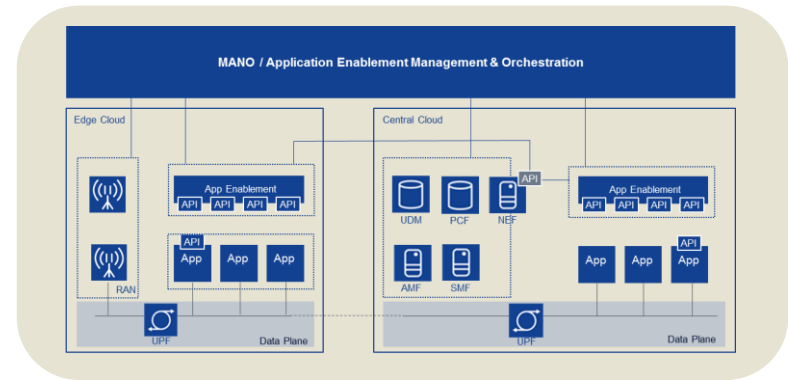 MANO / Application Enablement Management & Orchestration
Edge Cloud
App Enablement
API
API
API
API
API
App
App
App
RAN
UPF
Data Plane
Central Cloud
UDM
PCF
NEF
API
AMF
SMF
App Enablement
API
API
API
API
API
App
App
App
UPF
Data Plane